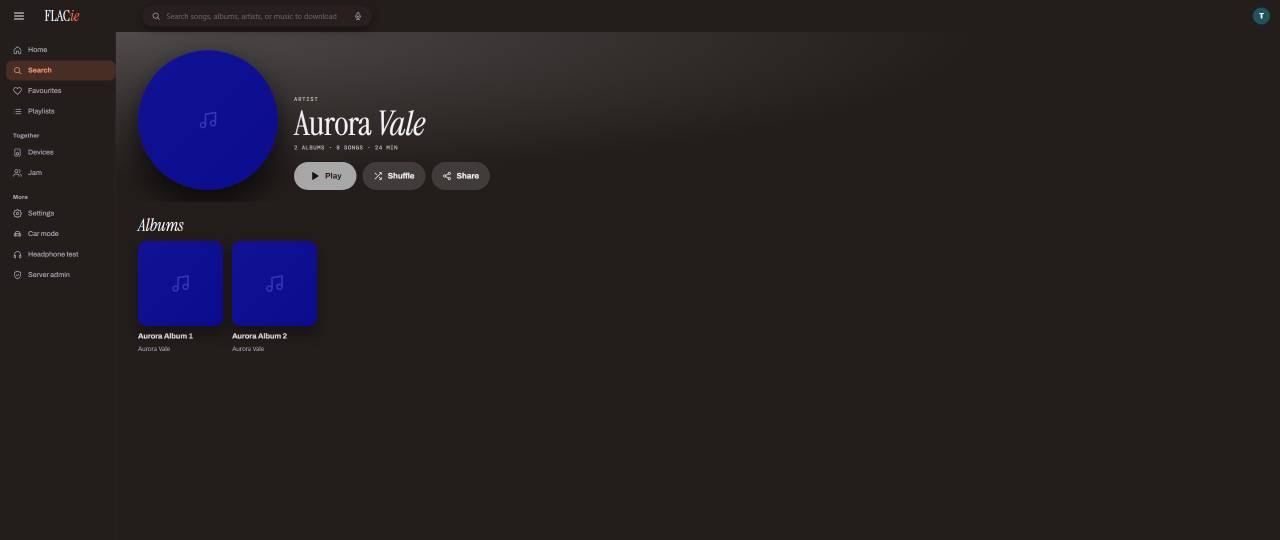 FLACie
Search songs, albums, artists, or music to download
T
Home
Search
Favourites
Playlists
Together
Devices
Jam
More
Settings
Car mode
Headphone test
Server admin
ARTIST
Aurora Vale
2 ALBUMS · 8 SONGS · 24 MIN
Play
Shuffle
Share
Albums
Aurora Album 1
Aurora Vale
Aurora Album 2
Aurora Vale